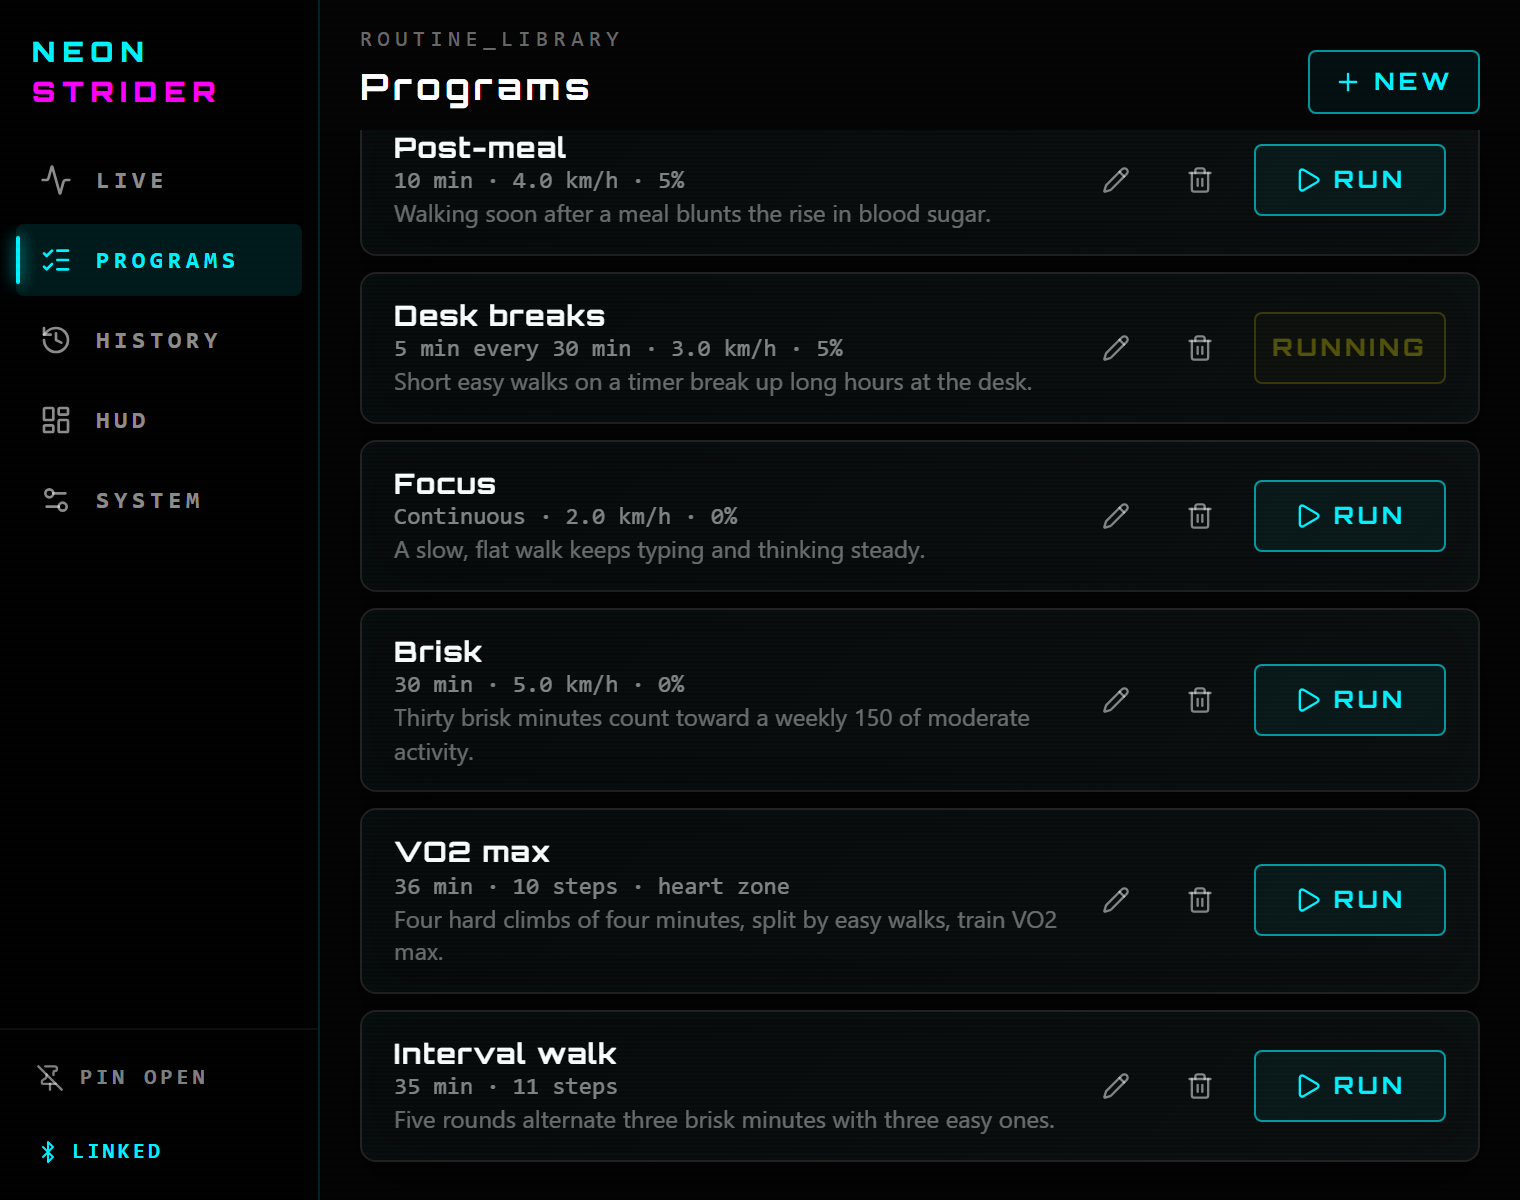 NEON
STRIDER
LIVE
PROGRAMS
HISTORY
HUD
SYSTEM
PIN OPEN
LINKED
ROUTINE_LIBRARY
Programs
+ NEW
Post-meal
10 min · 4.0 km/h · 5%
Walking soon after a meal blunts the rise in blood sugar.
RUN
Desk breaks
5 min every 30 min · 3.0 km/h · 5%
Short easy walks on a timer break up long hours at the desk.
RUNNING
Focus
Continuous · 2.0 km/h · 0%
A slow, flat walk keeps typing and thinking steady.
RUN
Brisk
30 min · 5.0 km/h · 0%
Thirty brisk minutes count toward a weekly 150 of moderate
activity.
RUN
VO2 max
36 min · 10 steps · heart zone
Four hard climbs of four minutes, split by easy walks, train VO2
max.
RUN
Interval walk
35 min · 11 steps
Five rounds alternate three brisk minutes with three easy ones.
RUN